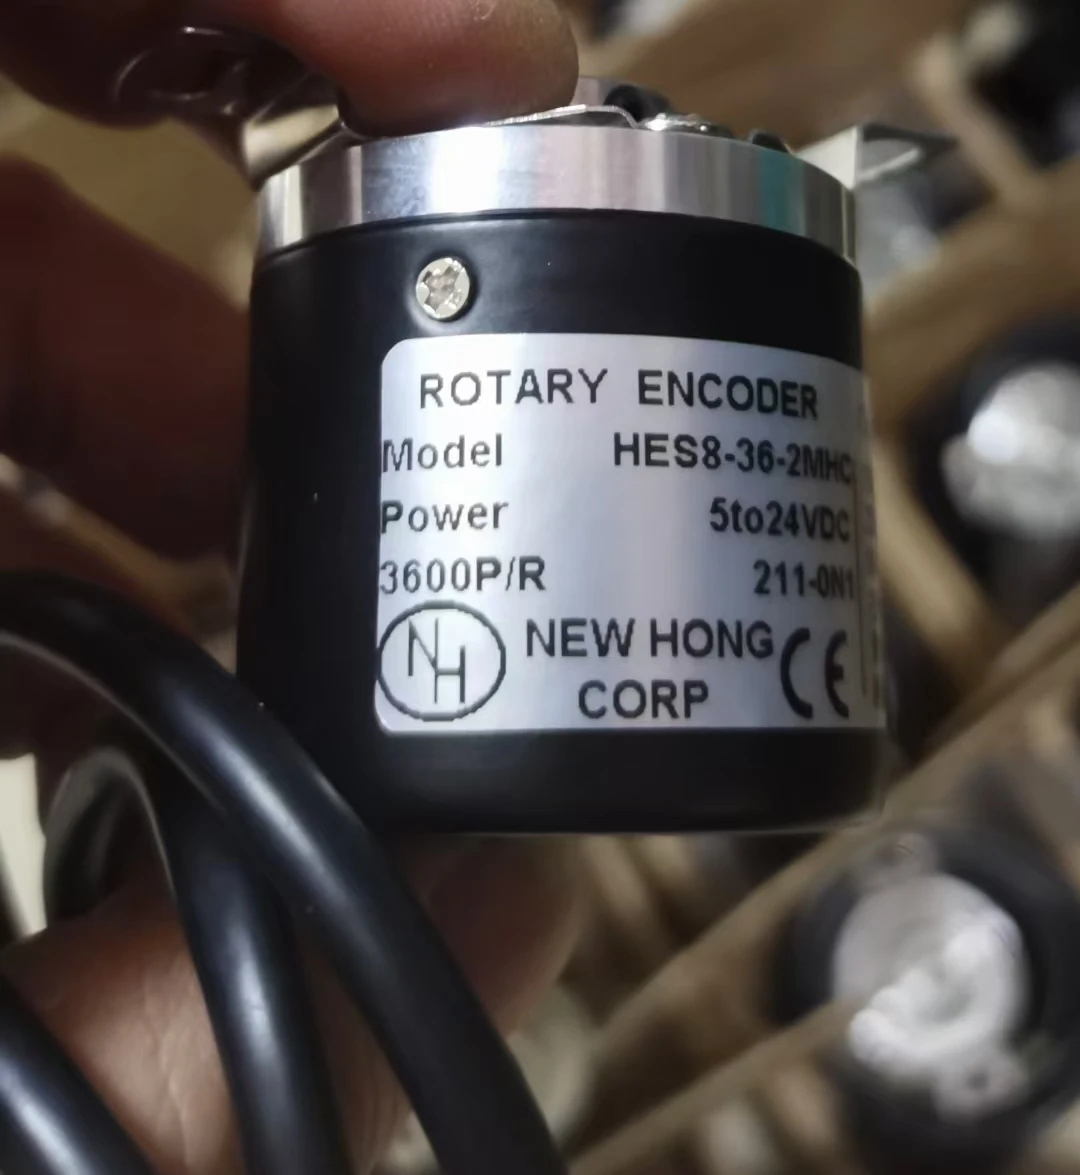 ROTARY ENCODER
Model HES8-36-2MHC
Power 5to24VDC
3600P/R 211-0N1
NH NEW HONG CE
CORP